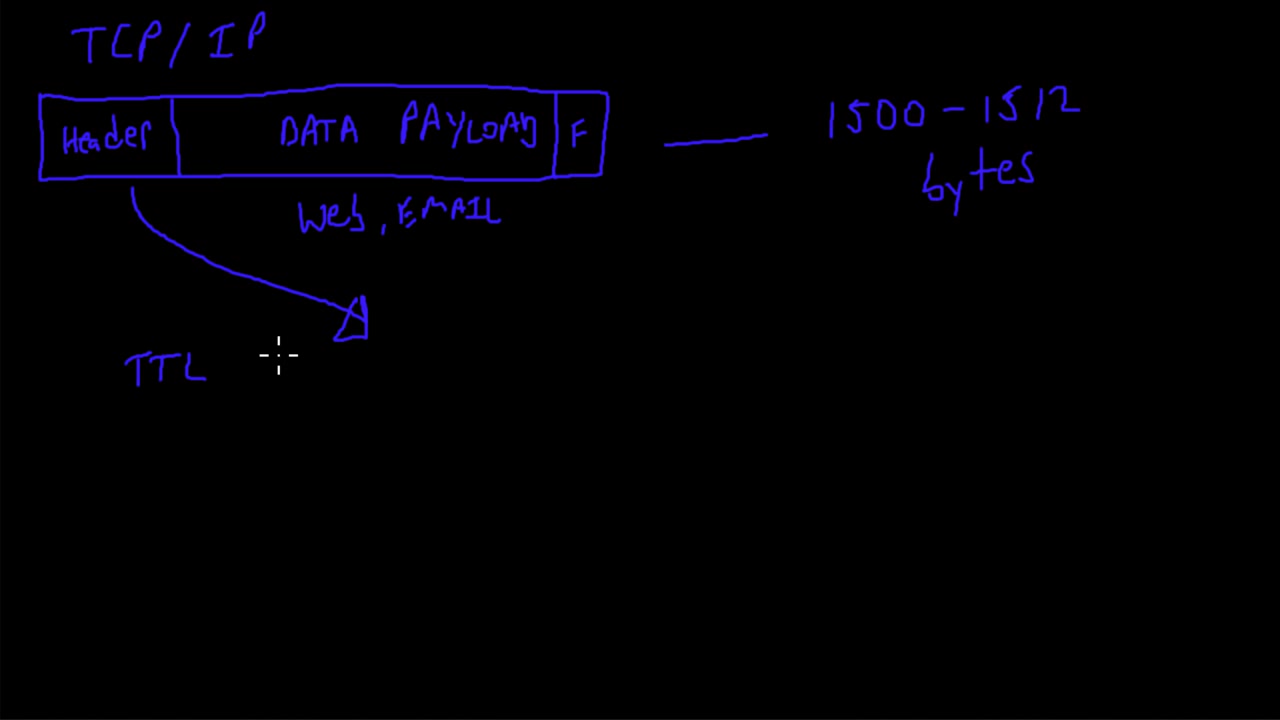 TCP/IP
Header DATA PAYLOAD F
1500-1512
bytes
Web, EMAIL
TTL